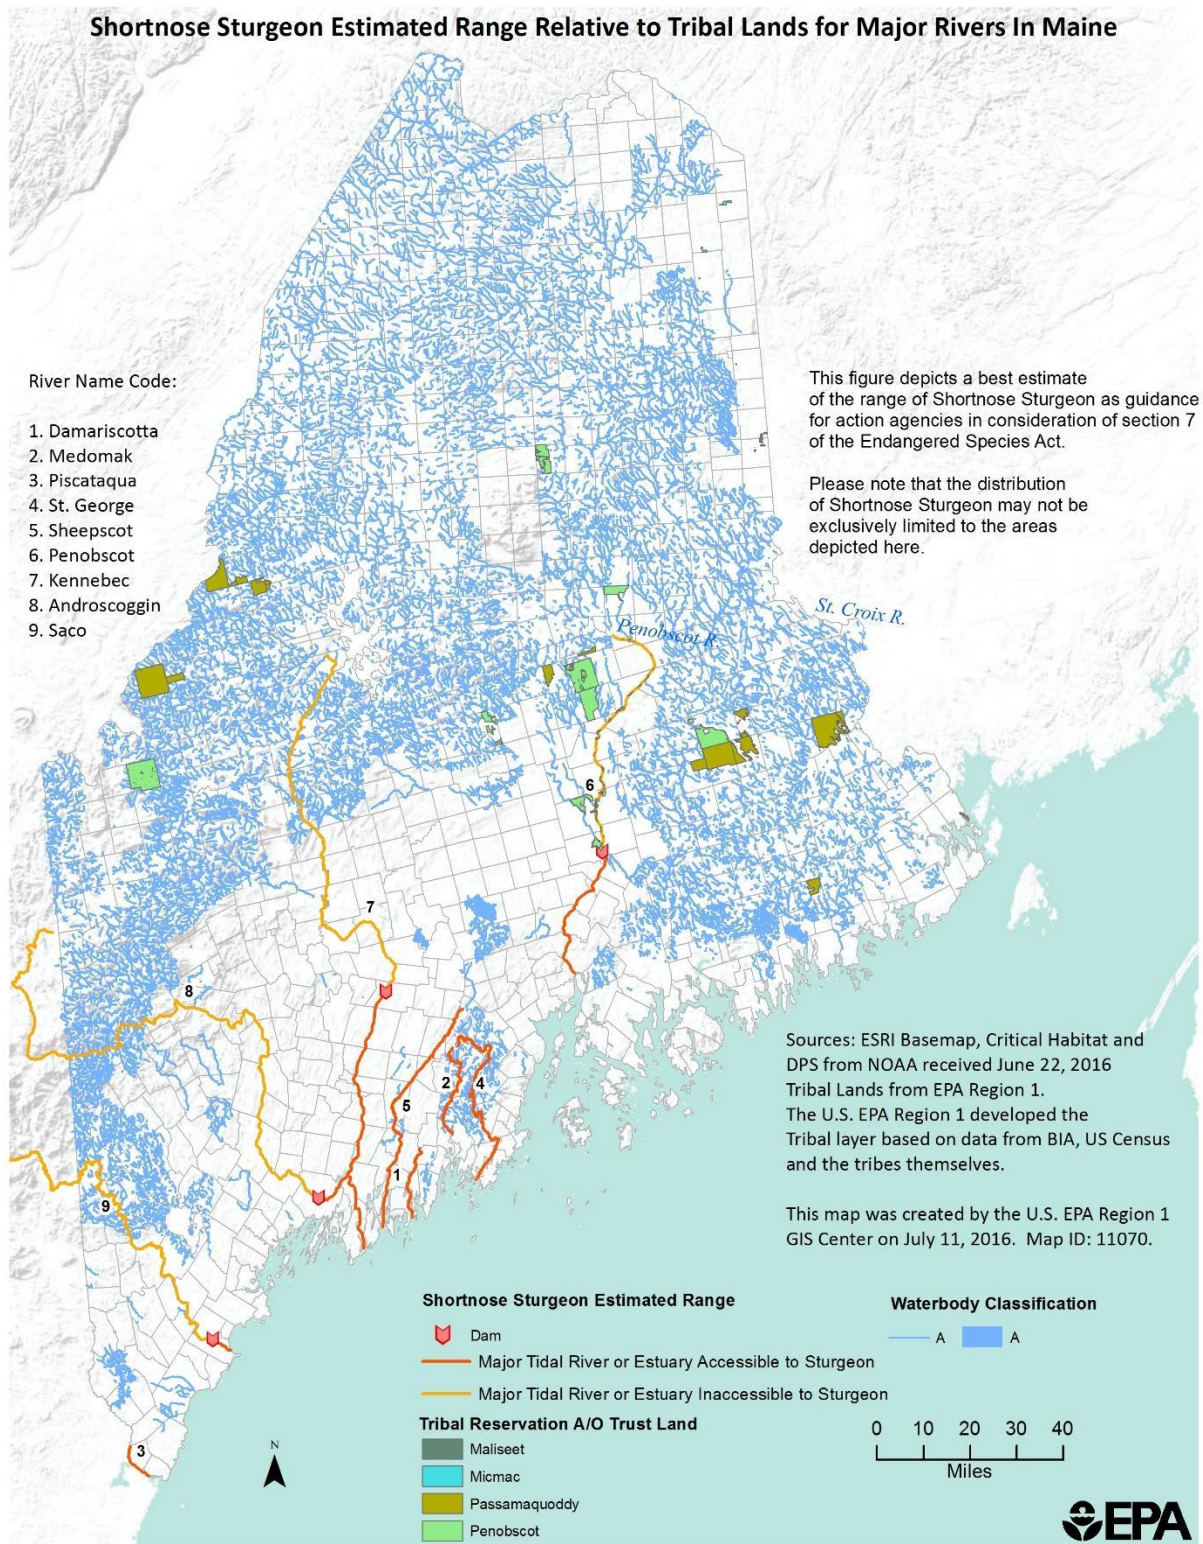 Shortnose Sturgeon Estimated Range Relative to Tribal Lands for Major Rivers In Maine
River Name Code:
1. Damariscotta
2. Medomak
3. Piscataqua
4. St. George
5. Sheepscot
6. Penobscot
7. Kennebec
8. Androscoggin
9. Saco
This figure depicts a best estimate
of the range of Shortnose Sturgeon as guidance
for action agencies in consideration of section 7
of the Endangered Species Act.
Please note that the distribution
of Shortnose Sturgeon may not be
exclusively limited to the areas
depicted here.
St. Croix R.
Penobscot R.
6
7
8
2
4
5
1
9
3
Sources: ESRI Basemap, Critical Habitat and
DPS from NOAA received June 22, 2016
Tribal Lands from EPA Region 1.
The U.S. EPA Region 1 developed the
Tribal layer based on data from BIA, US Census
and the tribes themselves.
This map was created by the U.S. EPA Region 1
GIS Center on July 11, 2016. Map ID: 11070.
Shortnose Sturgeon Estimated Range
Dam
Major Tidal River or Estuary Accessible to Sturgeon
Major Tidal River or Estuary Inaccessible to Sturgeon
Tribal Reservation A/O Trust Land
Maliseet
Micmac
Passamaquoddy
Penobscot
Waterbody Classification
A A
N
0 10 20 30 40
Miles
EPA